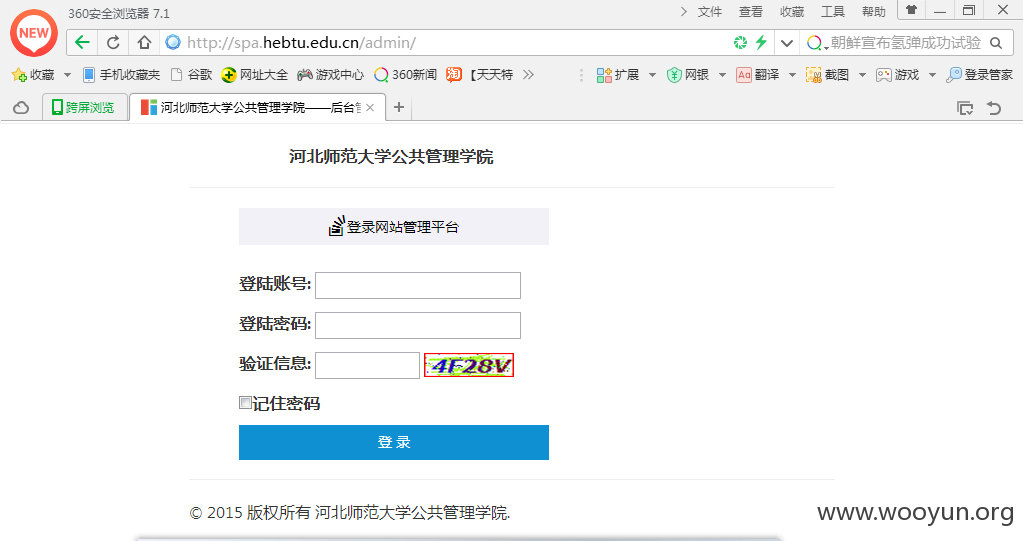 360安全浏览器 7.1
文件 查看 收藏 工具 帮助
NEW
http://spa.hebtu.edu.cn/admin/
朝鲜宣布氢弹成功试验
收藏 手机收藏夹 谷歌 网址大全 游戏中心 360新闻 淘 【天天特 扩展 网银 Aa 翻译 截图 游戏 登录管家
跨屏浏览 河北师范大学公共管理学院——后台管
河北师范大学公共管理学院
登录网站管理平台
登陆账号:
登陆密码:
验证信息: 4F28V
记住密码
登 录
© 2015 版权所有 河北师范大学公共管理学院.
www.wooyun.org